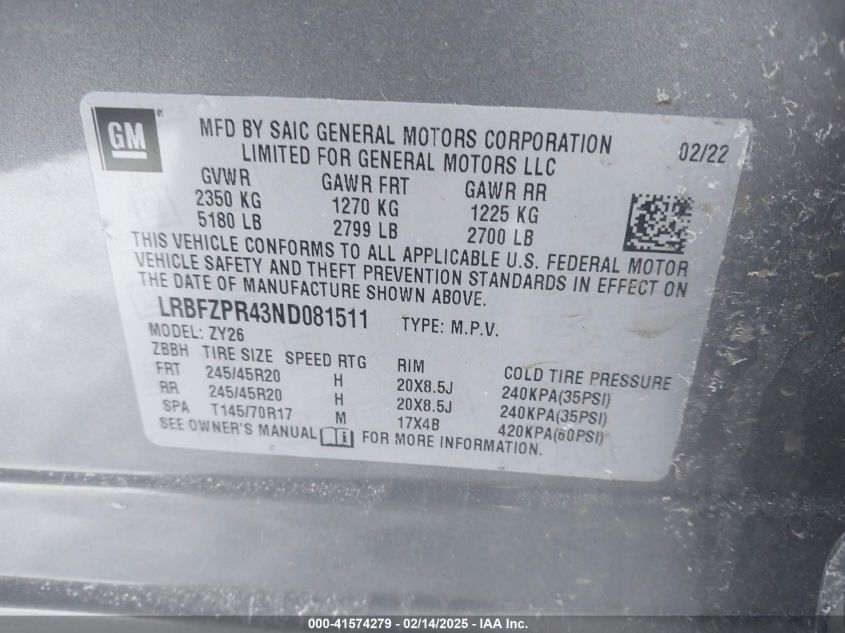 GM
MFD BY SAIC GENERAL MOTORS CORPORATION
LIMITED FOR GENERAL MOTORS LLC
02/22
GVWR GAWR FRT GAWR RR
2350 KG 1270 KG 1225 KG
5180 LB 2799 LB 2700 LB
THIS VEHICLE CONFORMS TO ALL APPLICABLE U.S. FEDERAL MOTOR
VEHICLE SAFETY AND THEFT PREVENTION STANDARDS IN EFFECT ON
THE DATE OF MANUFACTURE SHOWN ABOVE.
LRBFZPR43ND081511 TYPE: M.P.V.
MODEL: ZY26
ZBBH TIRE SIZE SPEED RTG RIM COLD TIRE PRESSURE
FRT 245/45R20 H 20X8.5J 240KPA(35PSI)
RR 245/45R20 H 20X8.5J 240KPA(35PSI)
SPA T145/70R17 M 17X4B 420KPA(60PSI)
SEE OWNER'S MANUAL FOR MORE INFORMATION.
000-41574279 - 02/14/2025 - IAA Inc.